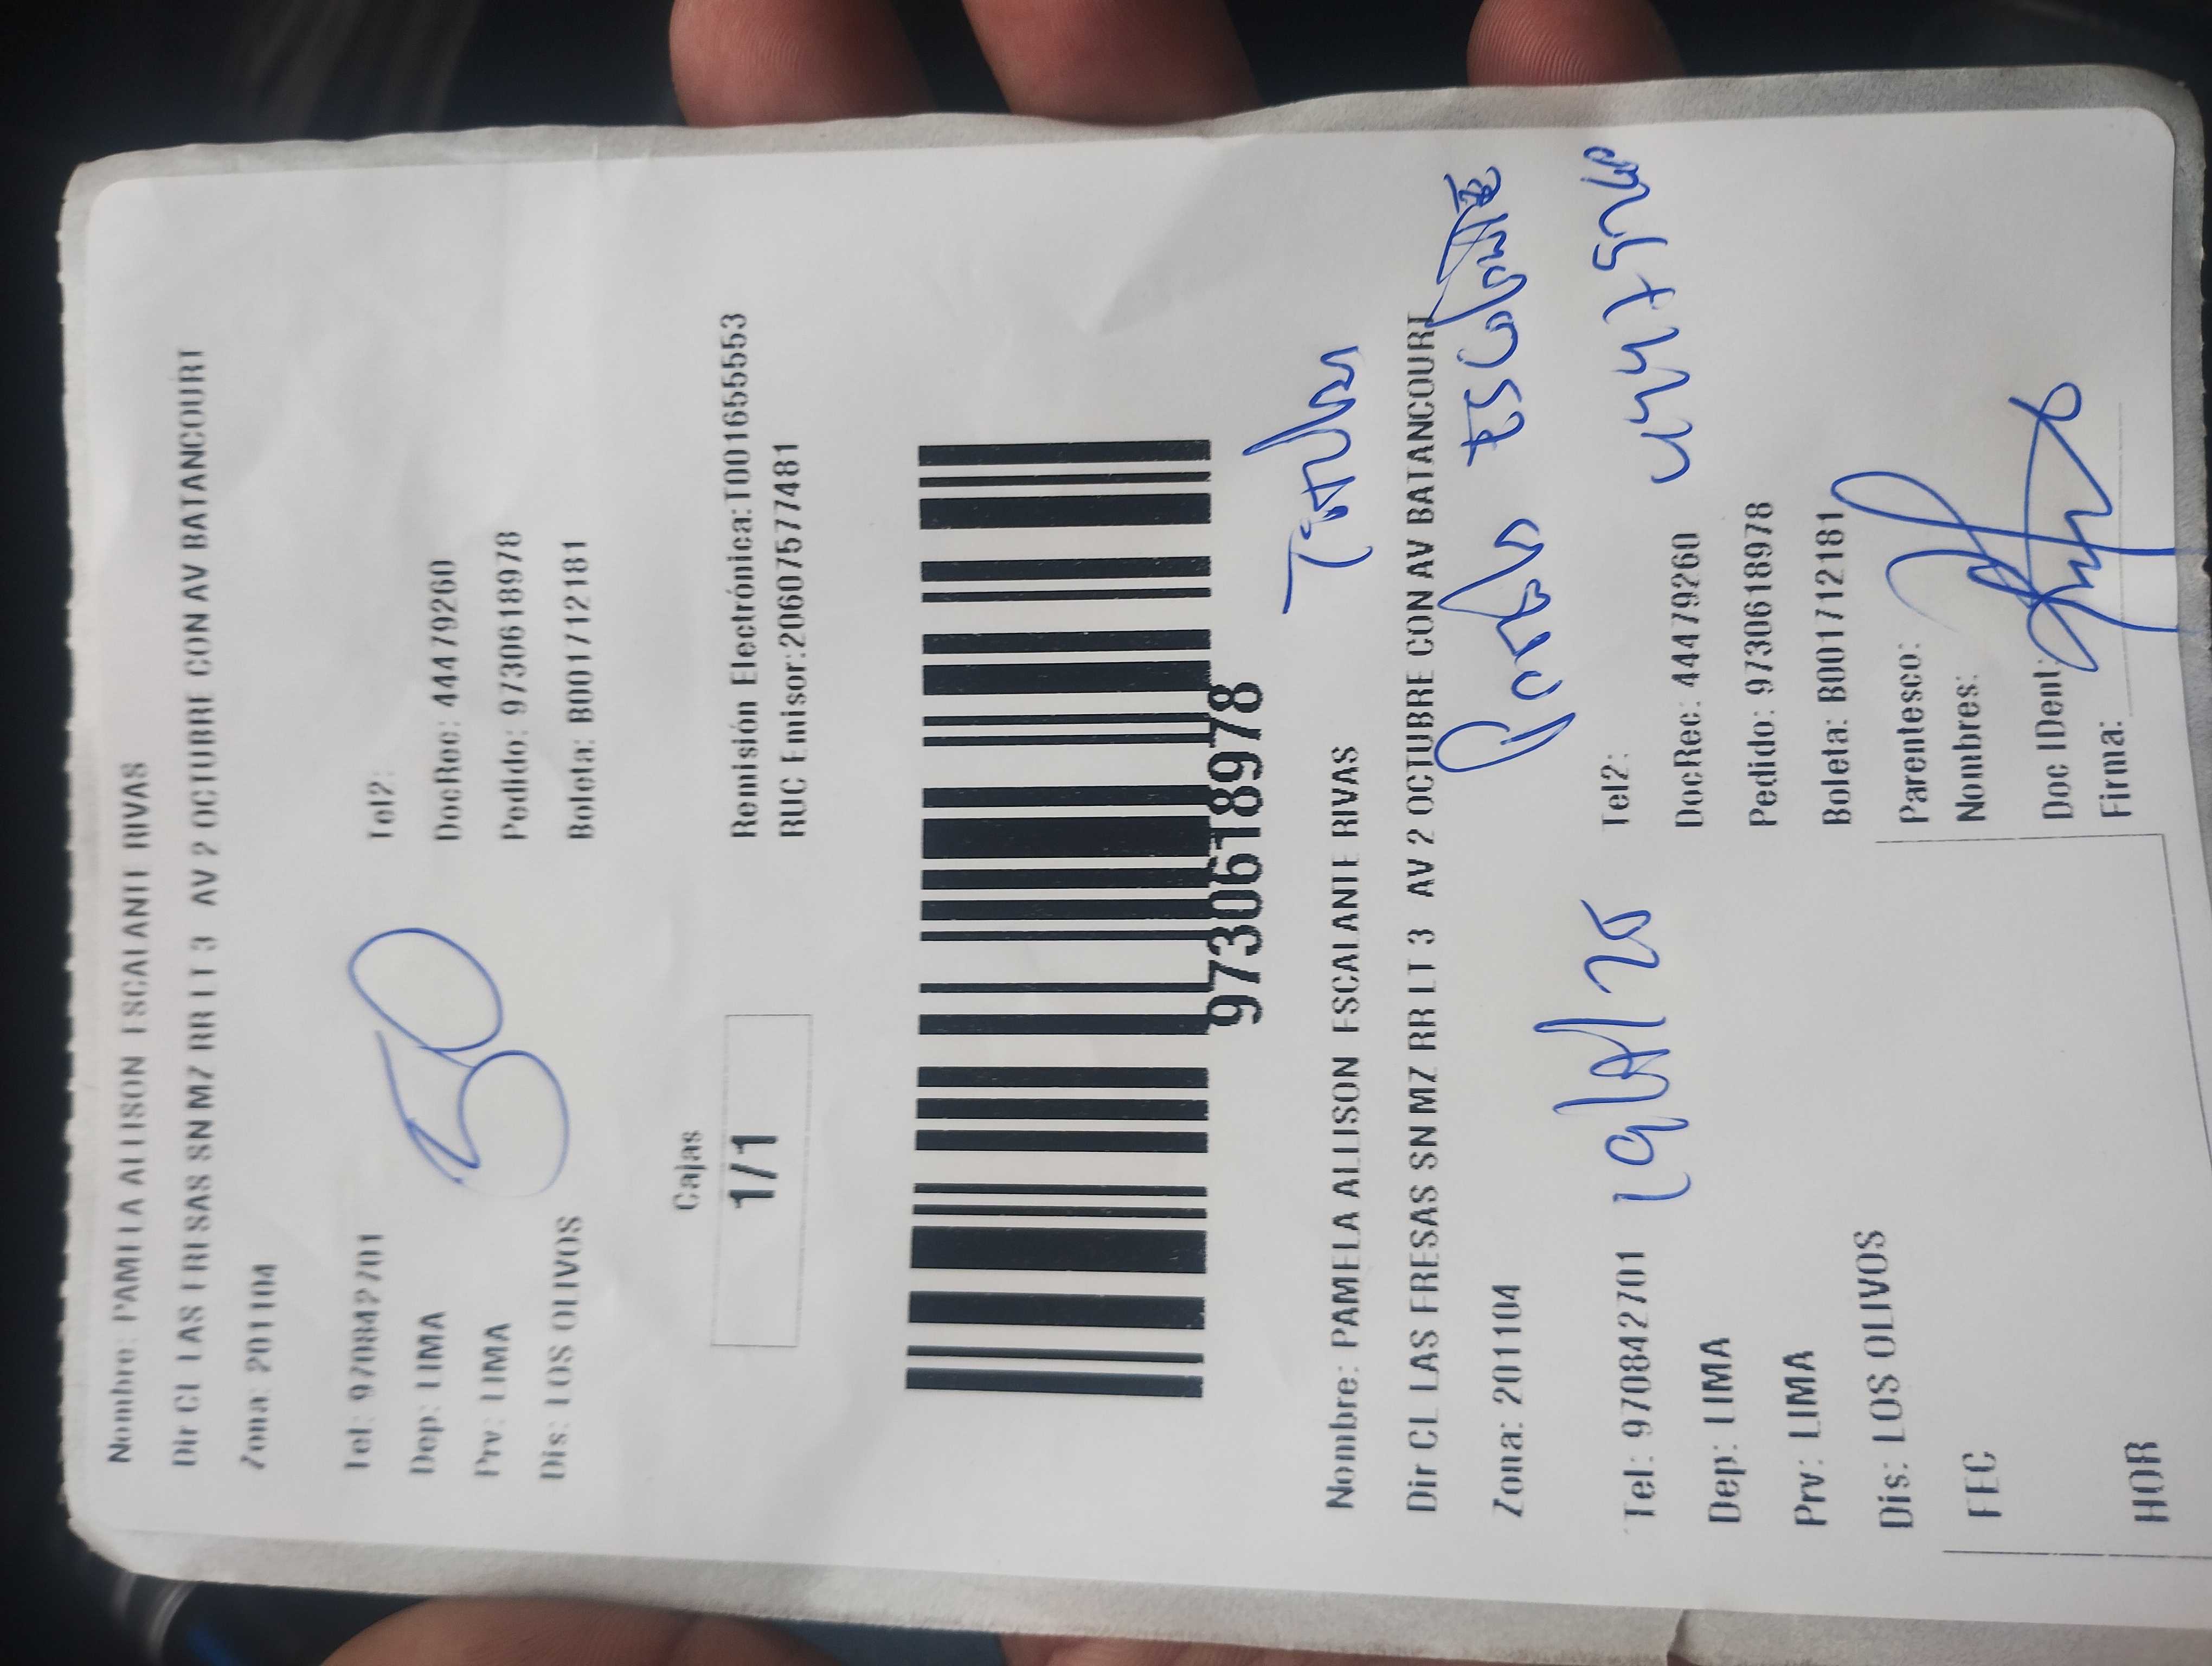 Nombre: PAMELA ALLISON ESCALANTE RIVAS
Dir CL LAS FRESAS SN MZ RR LT 3 AV 2 OCTUBRE CON AV BATANCOURT
Zona: 201104
Tel: 970842701 Tel2:
Dep: LIMA DocRec: 44479260
Prv: LIMA Pedido: 9730618978
Dis: LOS OLIVOS Boleta: B001712181
50
Cajas
1/1
Remisión Electrónica:T00165553
RUC Emisor:20607577481
9730618978
Titular
Nombre: PAMELA ALLISON ESCALANTE RIVAS
Dir CL LAS FRESAS SN MZ RR LT 3 AV 2 OCTUBRE CON AV BATANCOURT
Pamela
Zona: 201104
Tel: 970842701 Tel2:
Dep: LIMA DocRec: 44479260
Prv: LIMA Pedido: 9730618978
Dis: LOS OLIVOS Boleta: B001712181
FEC Parentesco:
Nombres:
HOR Doc IDent:
Firma: